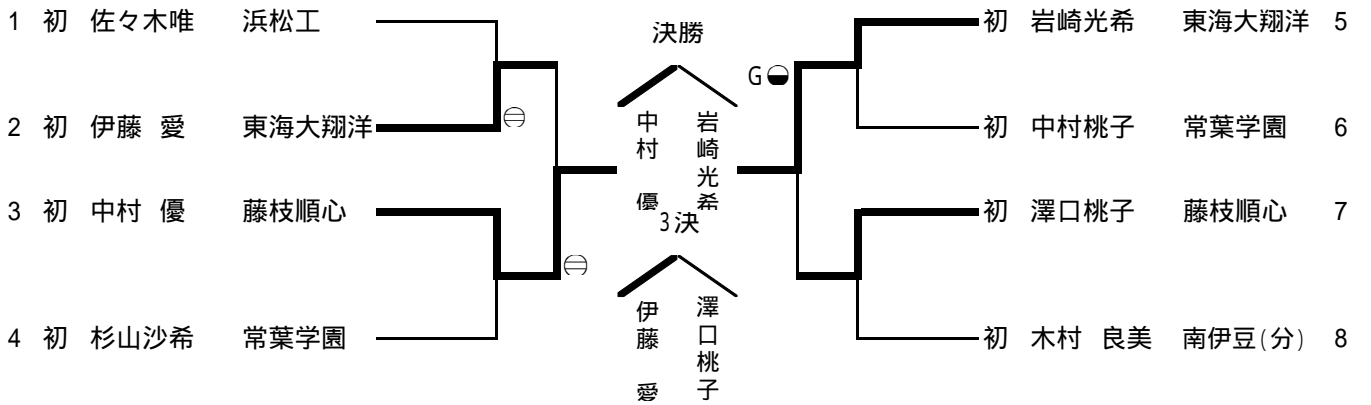 1 初 佐々木唯 浜松工
2 初 伊藤 愛 東海大翔洋
3 初 中村 優 藤枝順心
4 初 杉山沙希 常葉学園
決勝
中村 優
岩崎光希
3決
伊藤 愛
澤口桃子
G
初 岩崎光希 東海大翔洋 5
初 中村桃子 常葉学園 6
初 澤口桃子 藤枝順心 7
初 木村 良美 南伊豆(分) 8